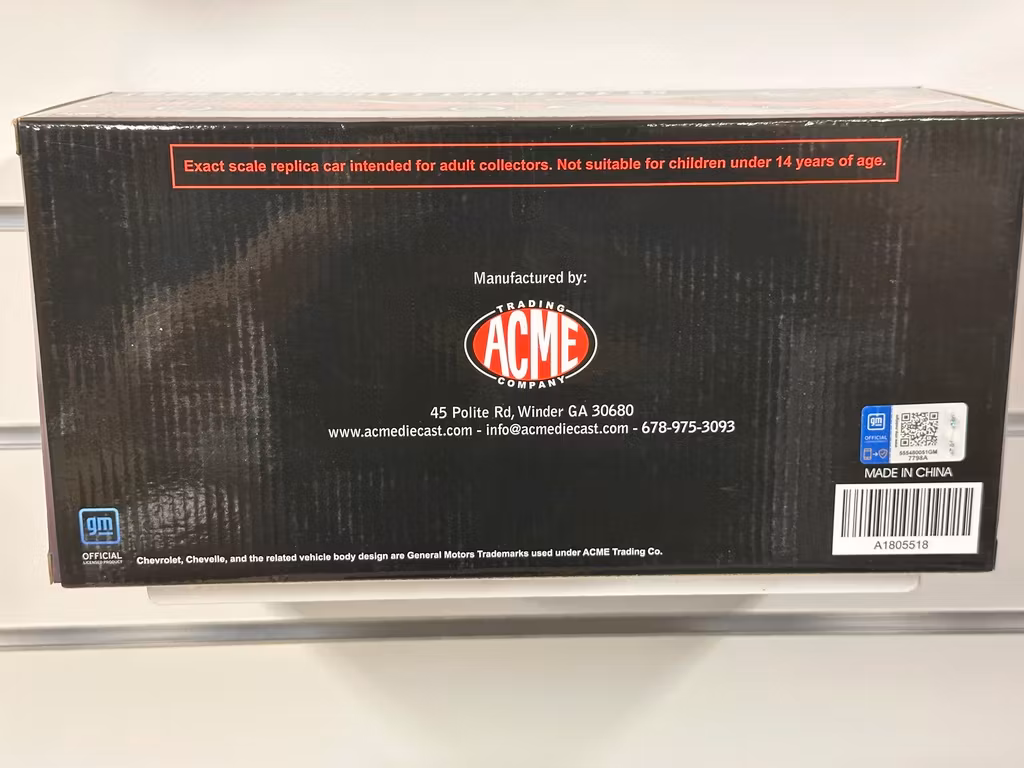 Exact scale replica car intended for adult collectors. Not suitable for children under 14 years of age.
Manufactured by:
TRADING
ACME
COMPANY
45 Polite Rd, Winder GA 30680
www.acmediecast.com - info@acmediecast.com - 678-975-3093
gm
OFFICIAL
7798A
MADE IN CHINA
A1805518
gm
OFFICIAL
LICENSED PRODUCT
Chevrolet, Chevelle, and the related vehicle body design are General Motors Trademarks used under ACME Trading Co.